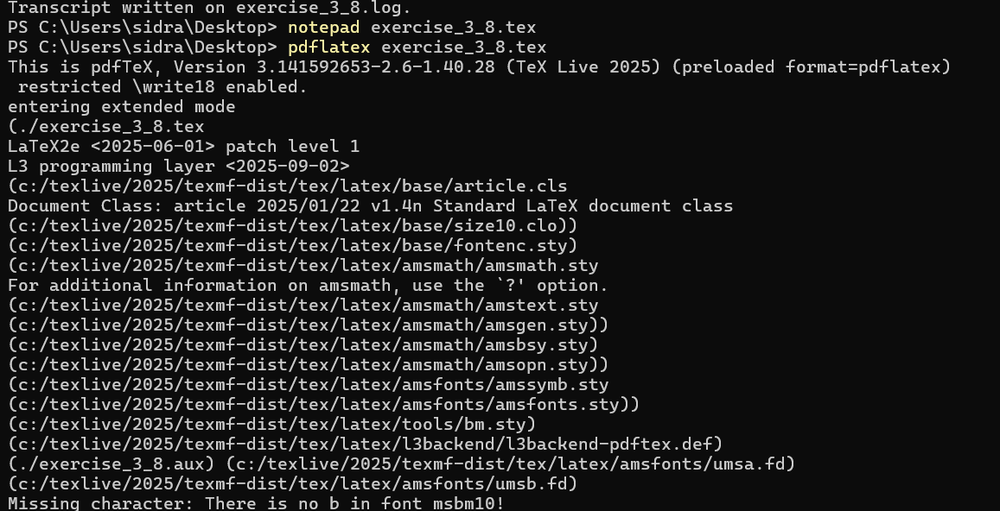 Transcript written on exercise_3_8.log.
PS C:\Users\sidra\Desktop> notepad exercise_3_8.tex
PS C:\Users\sidra\Desktop> pdflatex exercise_3_8.tex
This is pdfTeX, Version 3.141592653-2.6-1.40.28 (TeX Live 2025) (preloaded format=pdflatex)
 restricted \write18 enabled.
entering extended mode
(./exercise_3_8.tex
LaTeX2e <2025-06-01> patch level 1
L3 programming layer <2025-09-02>
(c:/texlive/2025/texmf-dist/tex/latex/base/article.cls
Document Class: article 2025/01/22 v1.4n Standard LaTeX document class
(c:/texlive/2025/texmf-dist/tex/latex/base/size10.clo))
(c:/texlive/2025/texmf-dist/tex/latex/base/fontenc.sty)
(c:/texlive/2025/texmf-dist/tex/latex/amsmath/amsmath.sty
For additional information on amsmath, use the `?' option.
(c:/texlive/2025/texmf-dist/tex/latex/amsmath/amstext.sty
(c:/texlive/2025/texmf-dist/tex/latex/amsmath/amsgen.sty))
(c:/texlive/2025/texmf-dist/tex/latex/amsmath/amsbsy.sty)
(c:/texlive/2025/texmf-dist/tex/latex/amsmath/amsopn.sty))
(c:/texlive/2025/texmf-dist/tex/latex/amsfonts/amssymb.sty
(c:/texlive/2025/texmf-dist/tex/latex/amsfonts/amsfonts.sty))
(c:/texlive/2025/texmf-dist/tex/latex/tools/bm.sty)
(c:/texlive/2025/texmf-dist/tex/latex/l3backend/l3backend-pdftex.def)
(./exercise_3_8.aux) (c:/texlive/2025/texmf-dist/tex/latex/amsfonts/umsa.fd)
(c:/texlive/2025/texmf-dist/tex/latex/amsfonts/umsb.fd)
Missing character: There is no b in font msbm10!